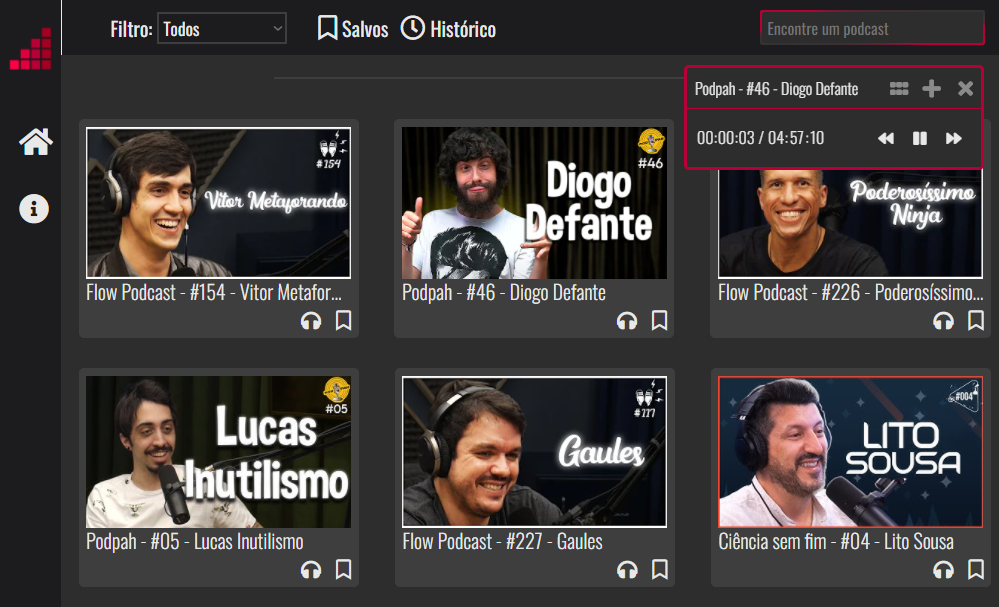 Filtro: Todos Salvos Histórico Encontre um podcast
Podpah - #46 - Diogo Defante
00:00:03 / 04:57:10
#154
Vitor Metaforando
Flow Podcast - #154 - Vitor Metafor...
#46
Diogo
Defante
Podpah - #46 - Diogo Defante
Poderosíssimo
Ninja
Flow Podcast - #226 - Poderosíssimo...
#05
Lucas
Inutilismo
Podpah - #05 - Lucas Inutilismo
#227
Gaules
Flow Podcast - #227 - Gaules
#004
LITO
SOUSA
Ciência sem fim - #04 - Lito Sousa